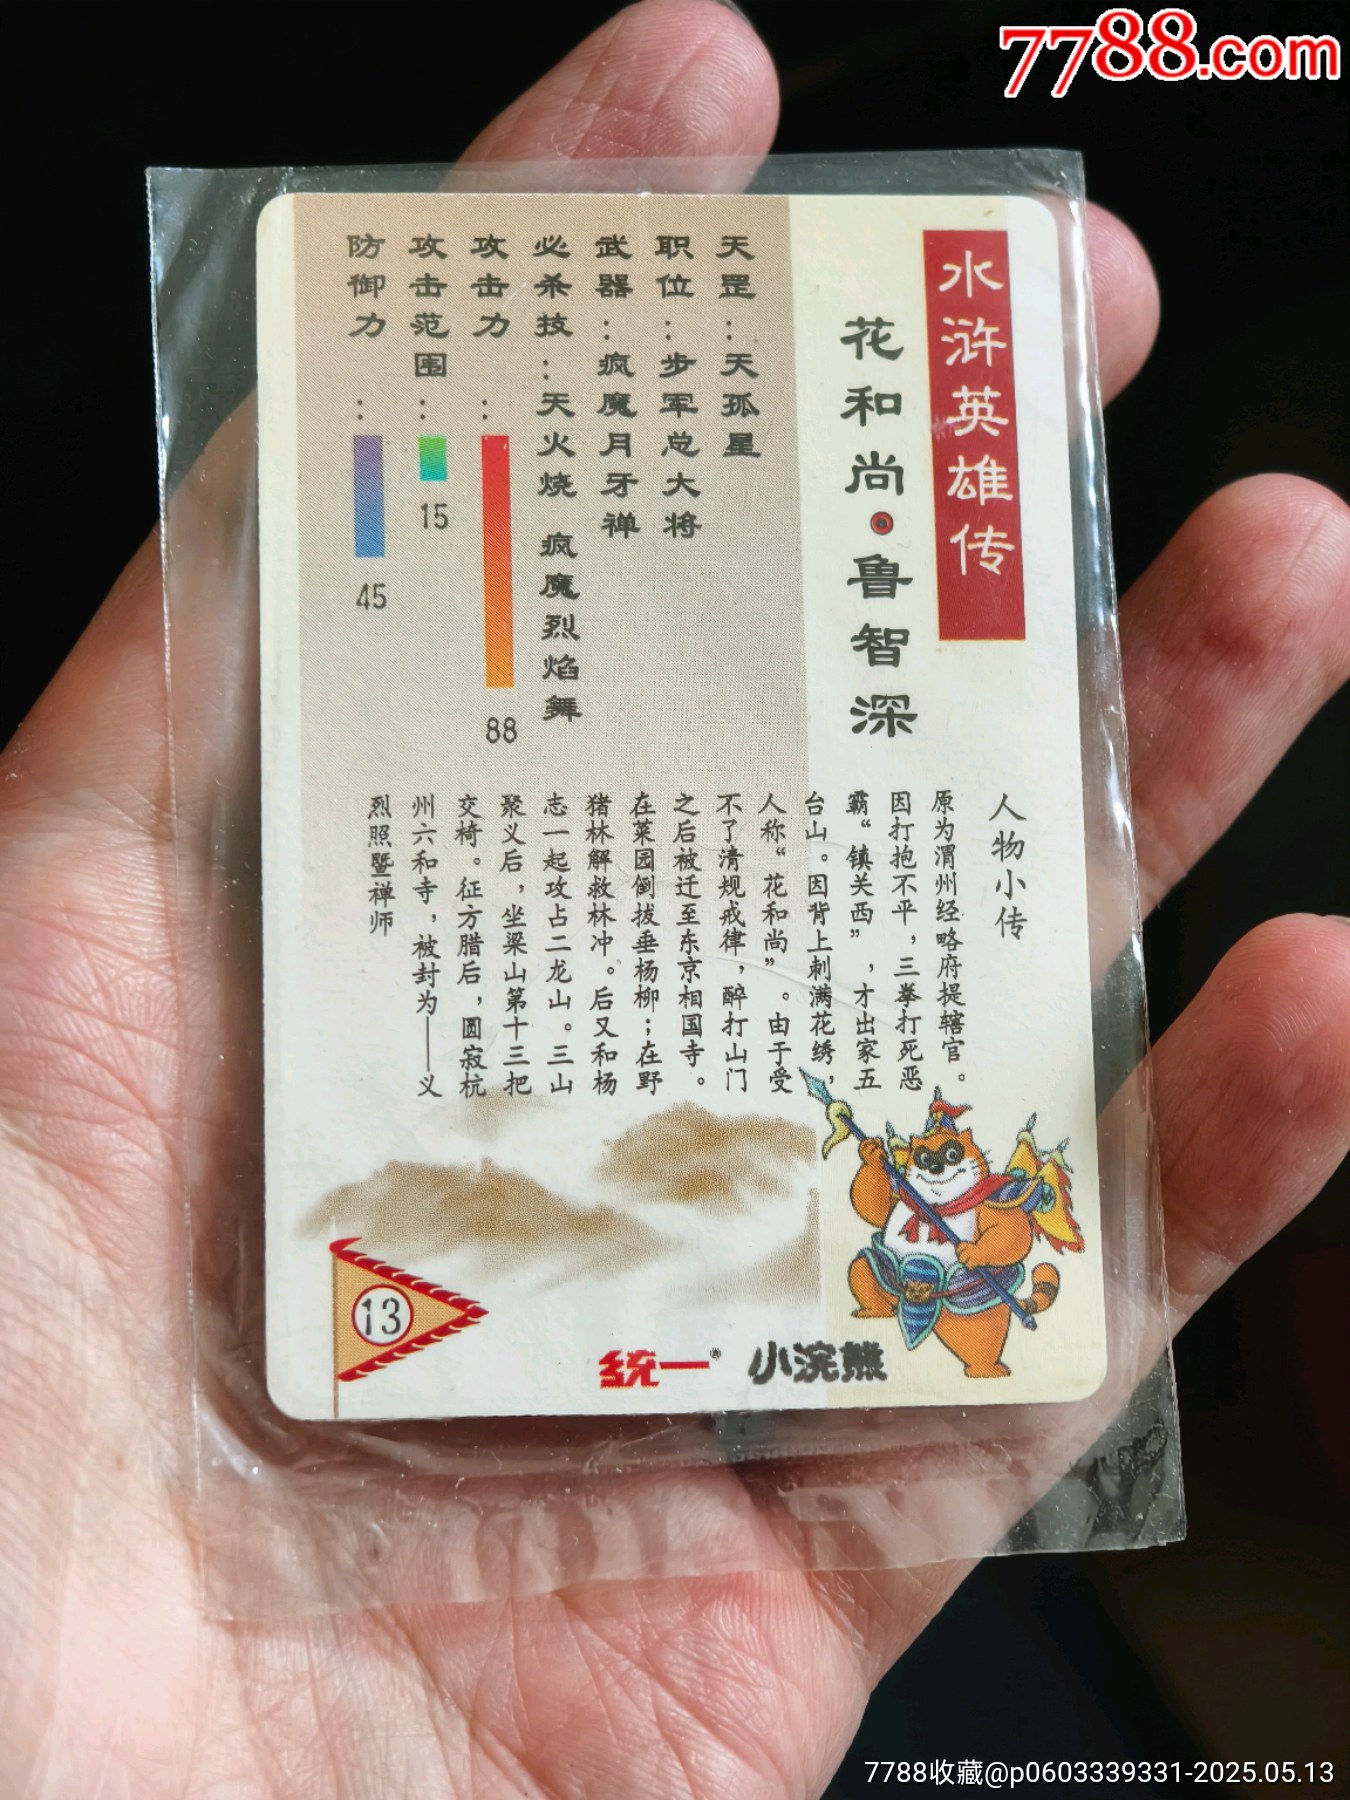 7788.com
水浒英雄传
花和尚·鲁智深
天罡：天孤星
职位：步军总大将
武器：疯魔月牙禅
必杀技：天火烧 疯魔烈焰舞
攻击力：88
攻击范围：15
防御力：45
人物小传
原为渭州经略府提辖官。
因打抱不平，三拳打死恶
霸“镇关西”，才出家五
台山。因背上刺满花绣，
人称“花和尚”。由于受
不了清规戒律，醉打山门
之后被迁至东京相国寺。
在菜园倒拔垂杨柳；在野
猪林解救林冲。后又和杨
志一起攻占二龙山。三山
聚义后，坐梁山第十三把
交椅。征方腊后，圆寂杭
州六和寺，被封为——义
烈照暨禅师
13
统一® 小浣熊
7788收藏@p0603339331-2025.05.13